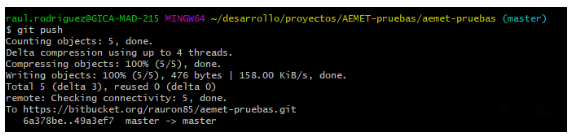 raul.rodriguez@GICA-MAD-215 MINGW64 ~/desarrollo/proyectos/AEMET-pruebas/aemet-pruebas (master)
$ git push
Counting objects: 5, done.
Delta compression using up to 4 threads.
Compressing objects: 100% (5/5), done.
Writing objects: 100% (5/5), 476 bytes | 158.00 KiB/s, done.
Total 5 (delta 3), reused 0 (delta 0)
remote: Checking connectivity: 5, done.
To https://bitbucket.org/rauron85/aemet-pruebas.git
   6a378be..49a3ef7  master -> master